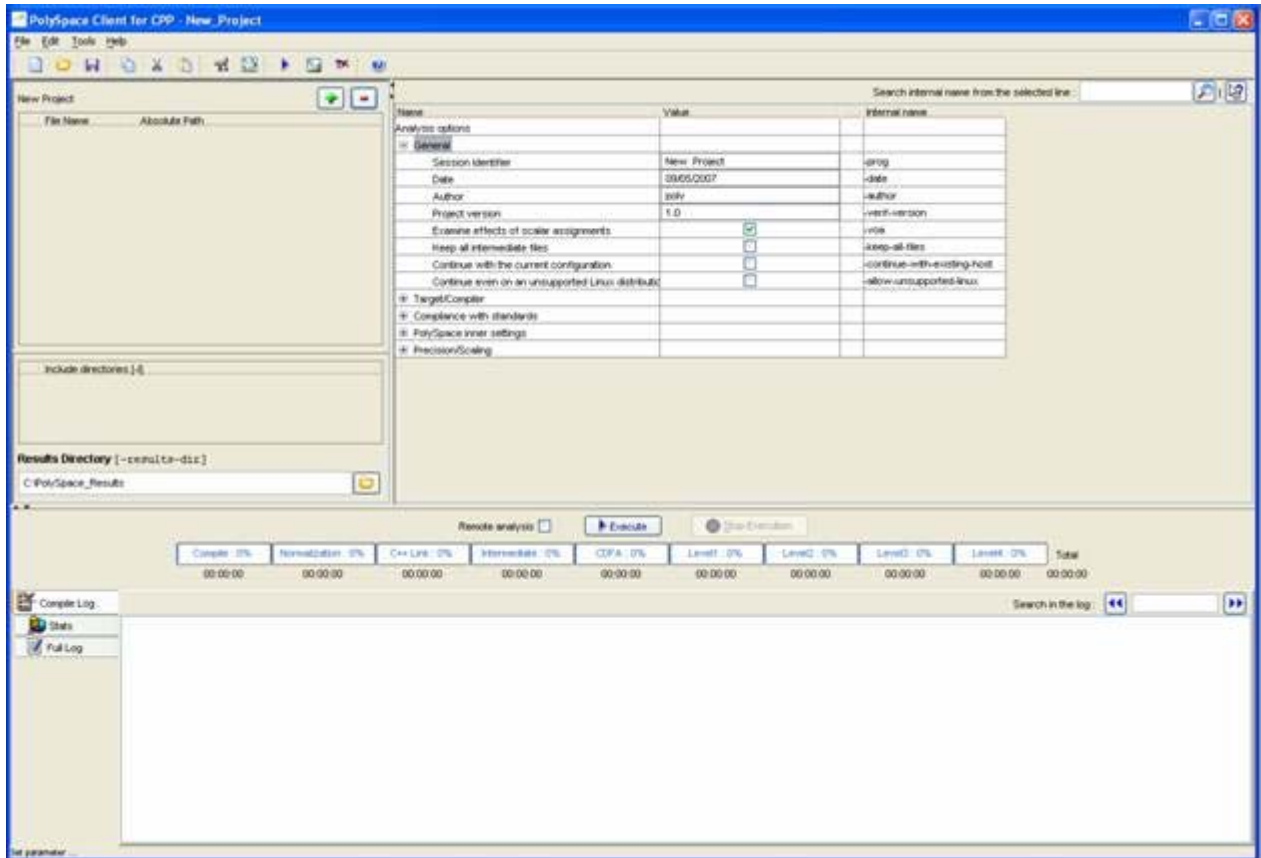 PolySpace Client for CPP - New_Project
File Edit Tools Help
New Project
File Name Absolute Path
Include directories [-I]
Results Directory [-results-dir]
C:\PolySpace_Results
Search internal name from the selected line :
Name Value Internal name
Analysis options
General
Session identifier New_Project -prog
Date 09/05/2007 -date
Author poly -author
Project version 1.0 -verif-version
Examine effects of scalar assignments -voa
Keep all intermediate files -keep-all-files
Continue with the current configuration -continue-with-existing-host
Continue even on an unsupported Linux distributic -allow-unsupported-linux
Target/Compiler
Compliance with standards
PolySpace inner settings
Precision/Scaling
Remote analysis Execute Stop Execution
Compile : 0% Normalization : 0% C++ Link : 0% Intermediate : 0% CDFA : 0% Level1 : 0% Level2 : 0% Level3 : 0% Level4 : 0% Total
00:00:00 00:00:00 00:00:00 00:00:00 00:00:00 00:00:00 00:00:00 00:00:00 00:00:00 00:00:00
Compile Log Search in the log :
Stats
Full Log
Set parameter ...